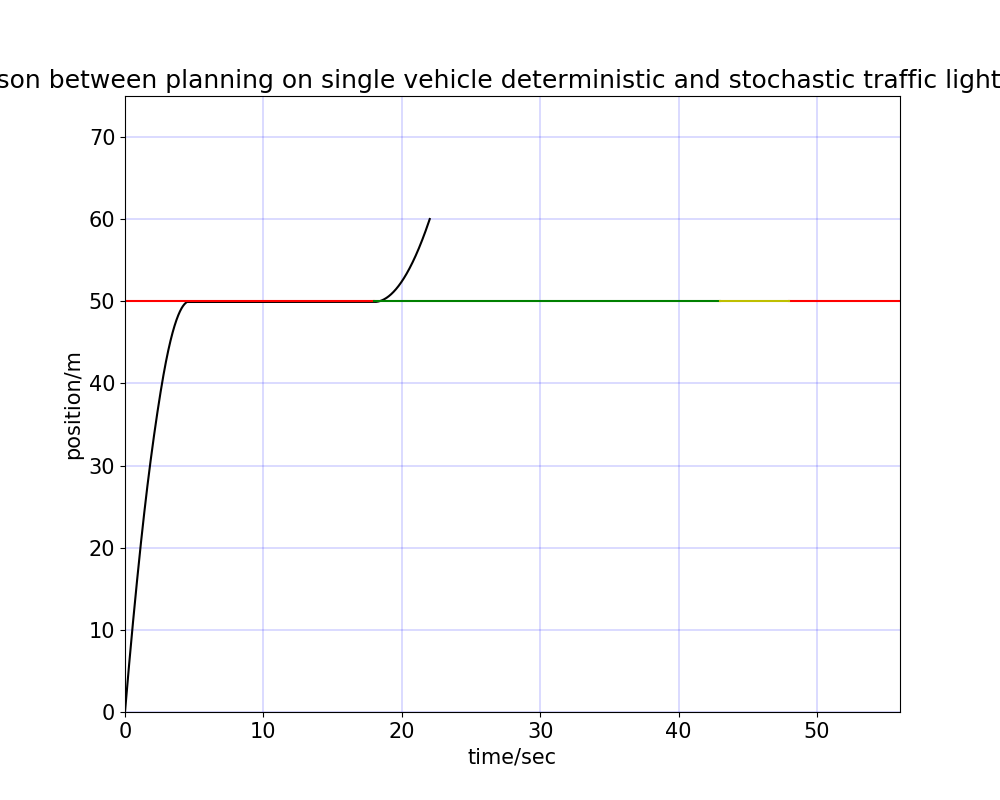 son between planning on single vehicle deterministic and stochastic traffic light
70
60
50
40
30
20
10
0
position/m
0 10 20 30 40 50
time/sec